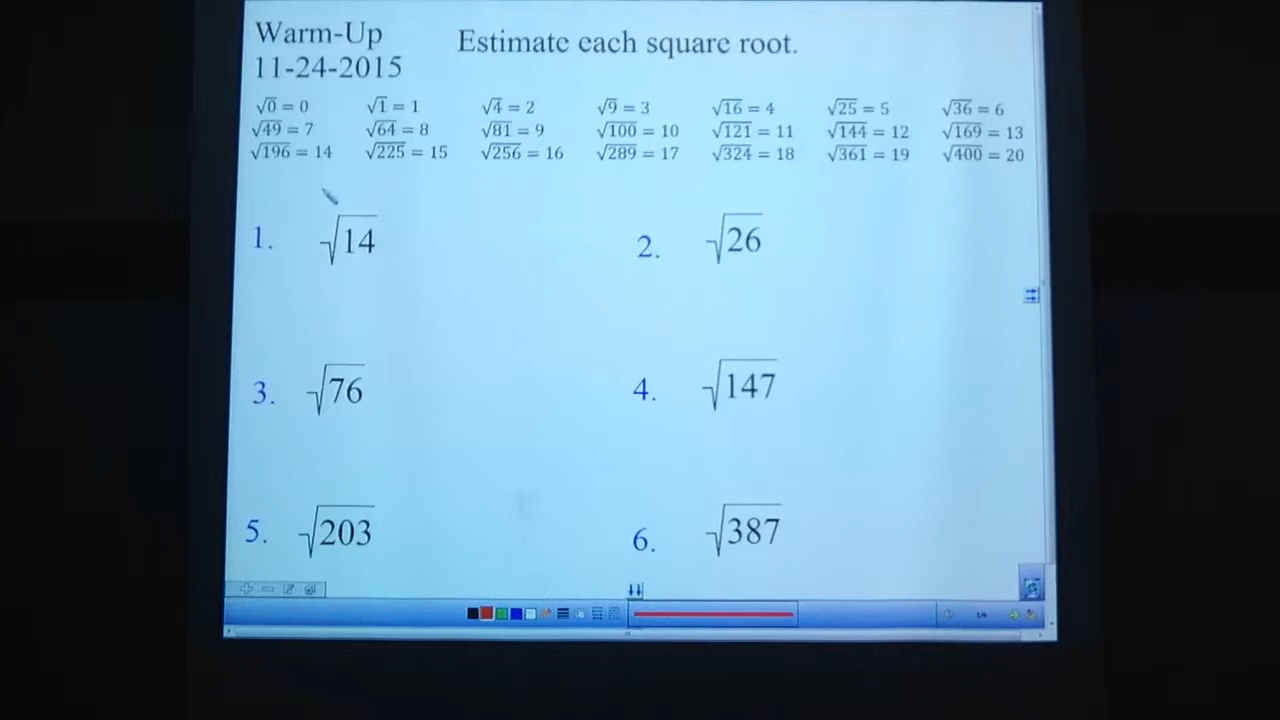 Warm-Up
Estimate each square root.
11-24-2015
√0 = 0 √1 = 1 √4 = 2 √9 = 3 √16 = 4 √25 = 5 √36 = 6
√49 = 7 √64 = 8 √81 = 9 √100 = 10 √121 = 11 √144 = 12 √169 = 13
√196 = 14 √225 = 15 √256 = 16 √289 = 17 √324 = 18 √361 = 19 √400 = 20
1. √14
2. √26
3. √76
4. √147
5. √203
6. √387
1/6